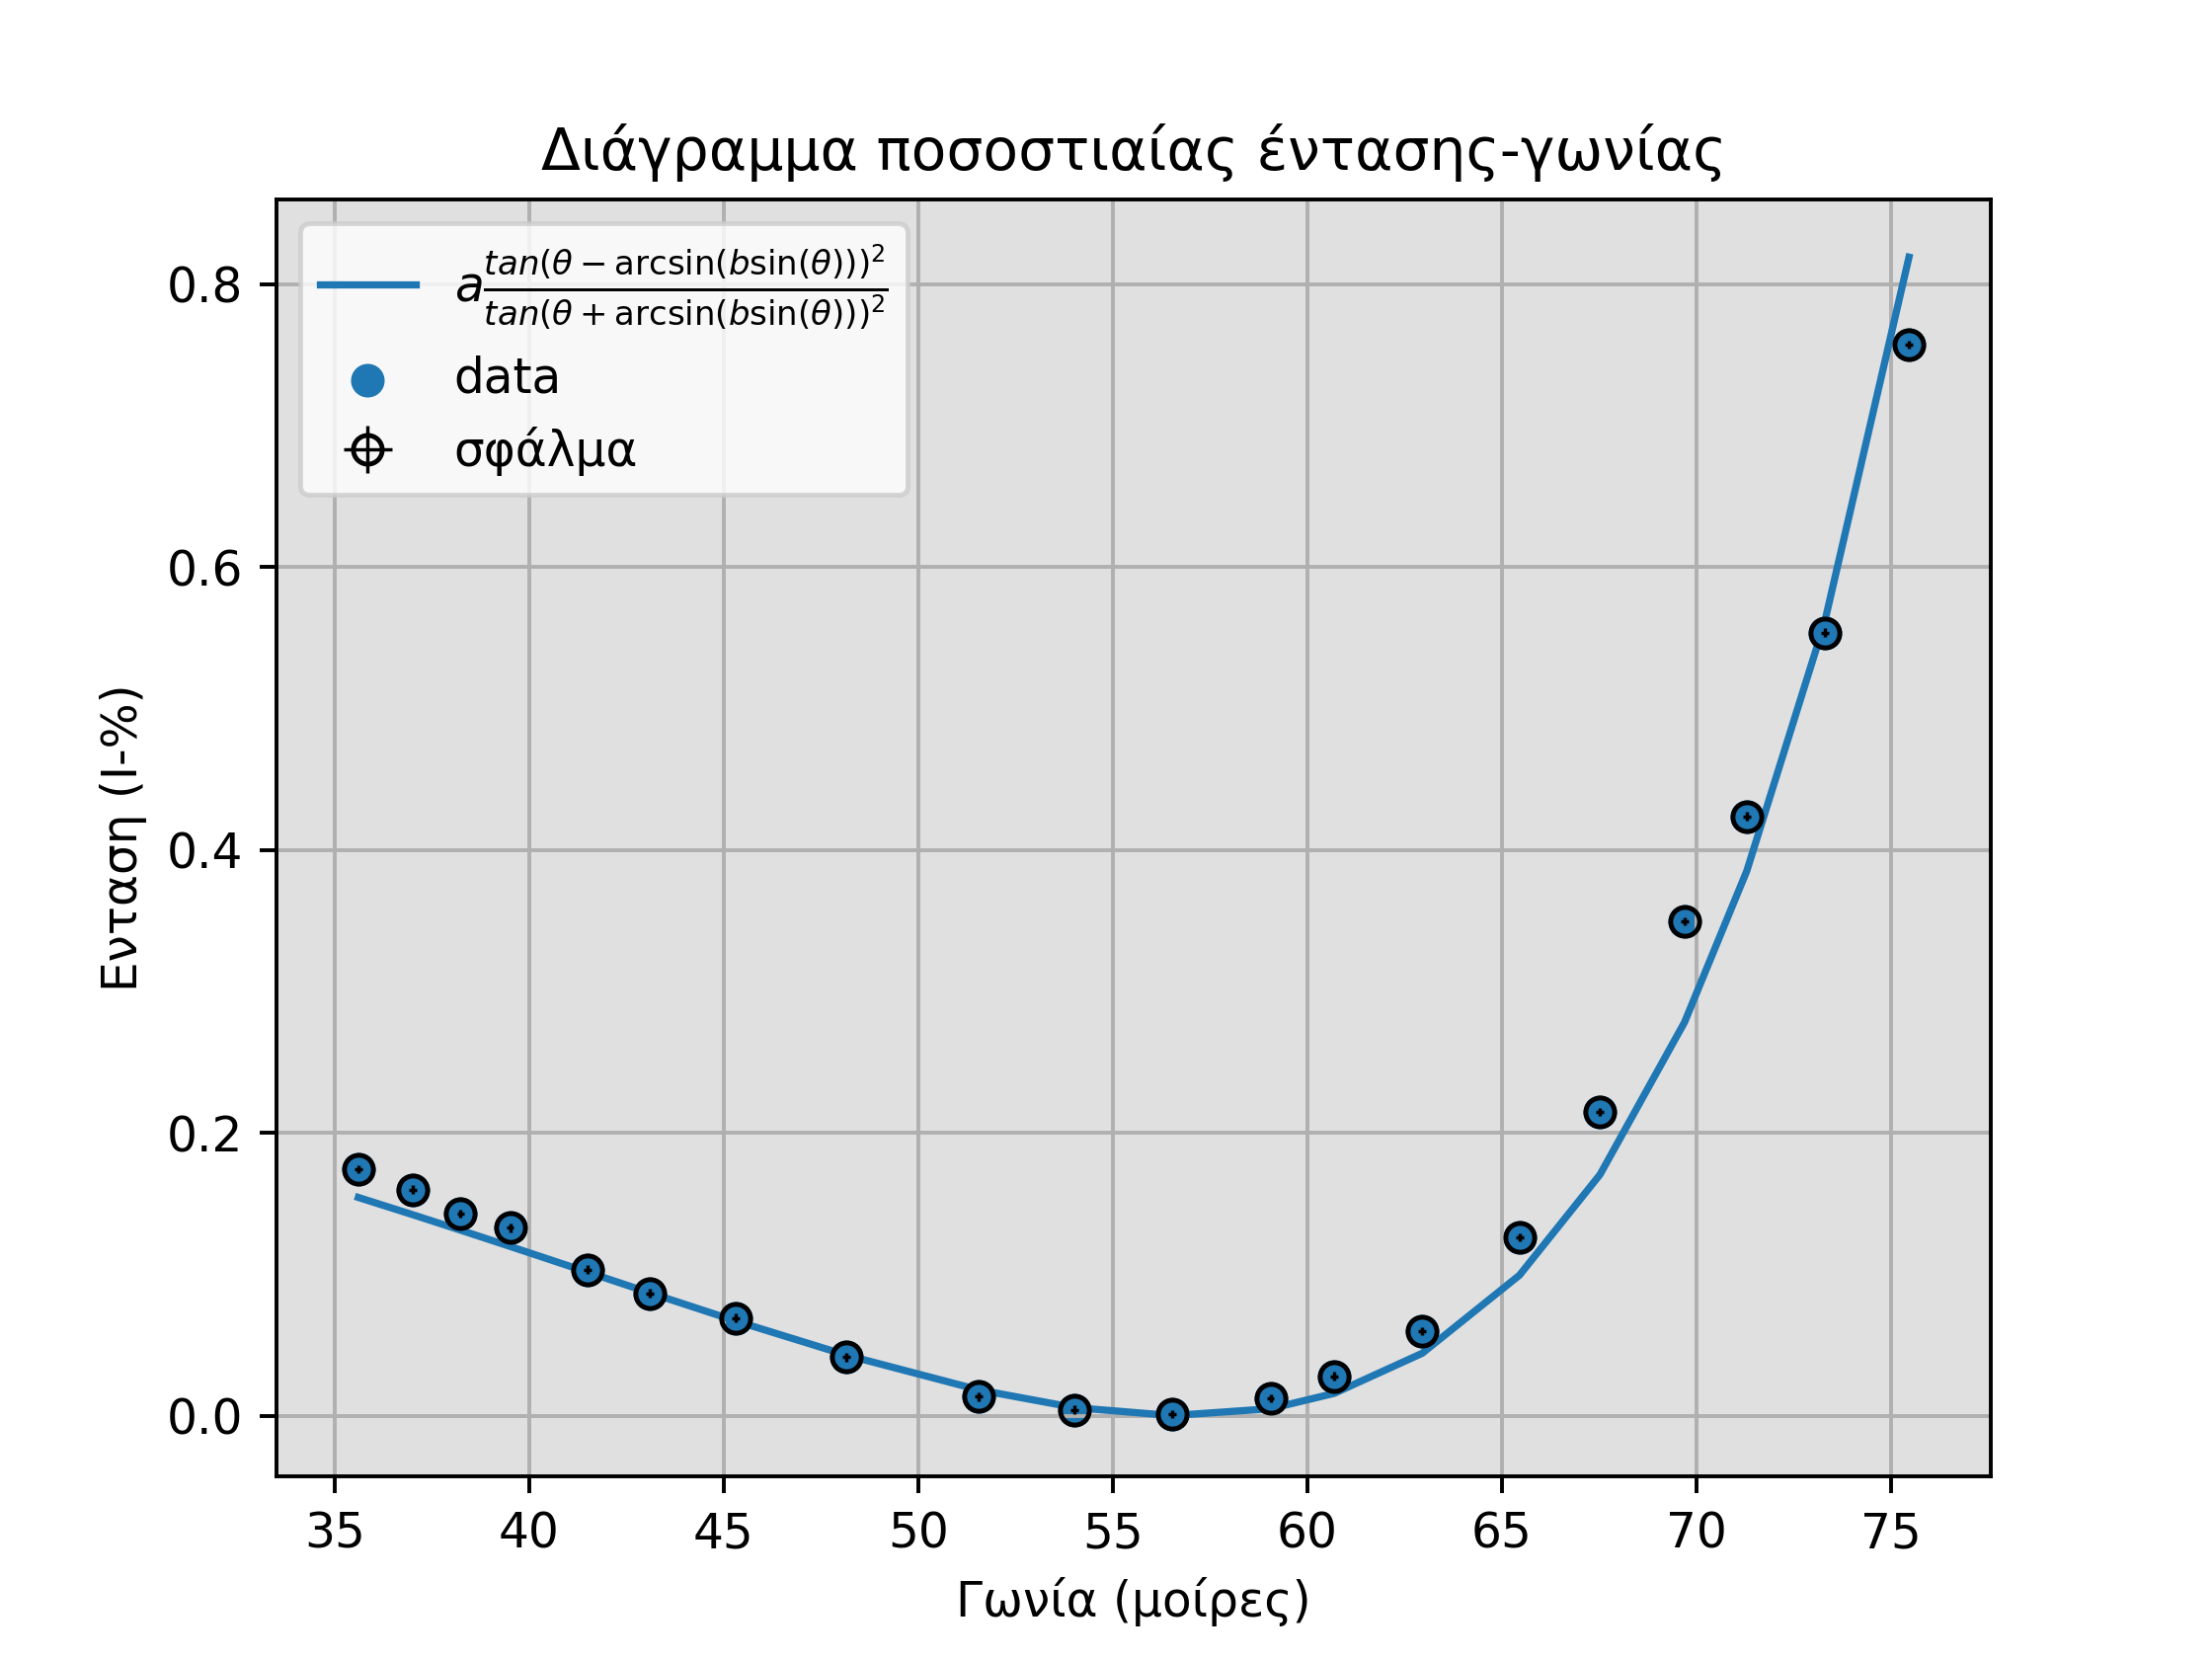 Διάγραμμα ποσοστιαίας έντασης-γωνίας
a tan(θ − arcsin(bsin(θ)))²
tan(θ + arcsin(bsin(θ)))²
data
σφάλμα
0.8
0.6
0.4
0.2
0.0
Ενταση (Ι-%)
35 40 45 50 55 60 65 70 75
Γωνία (μοίρες)